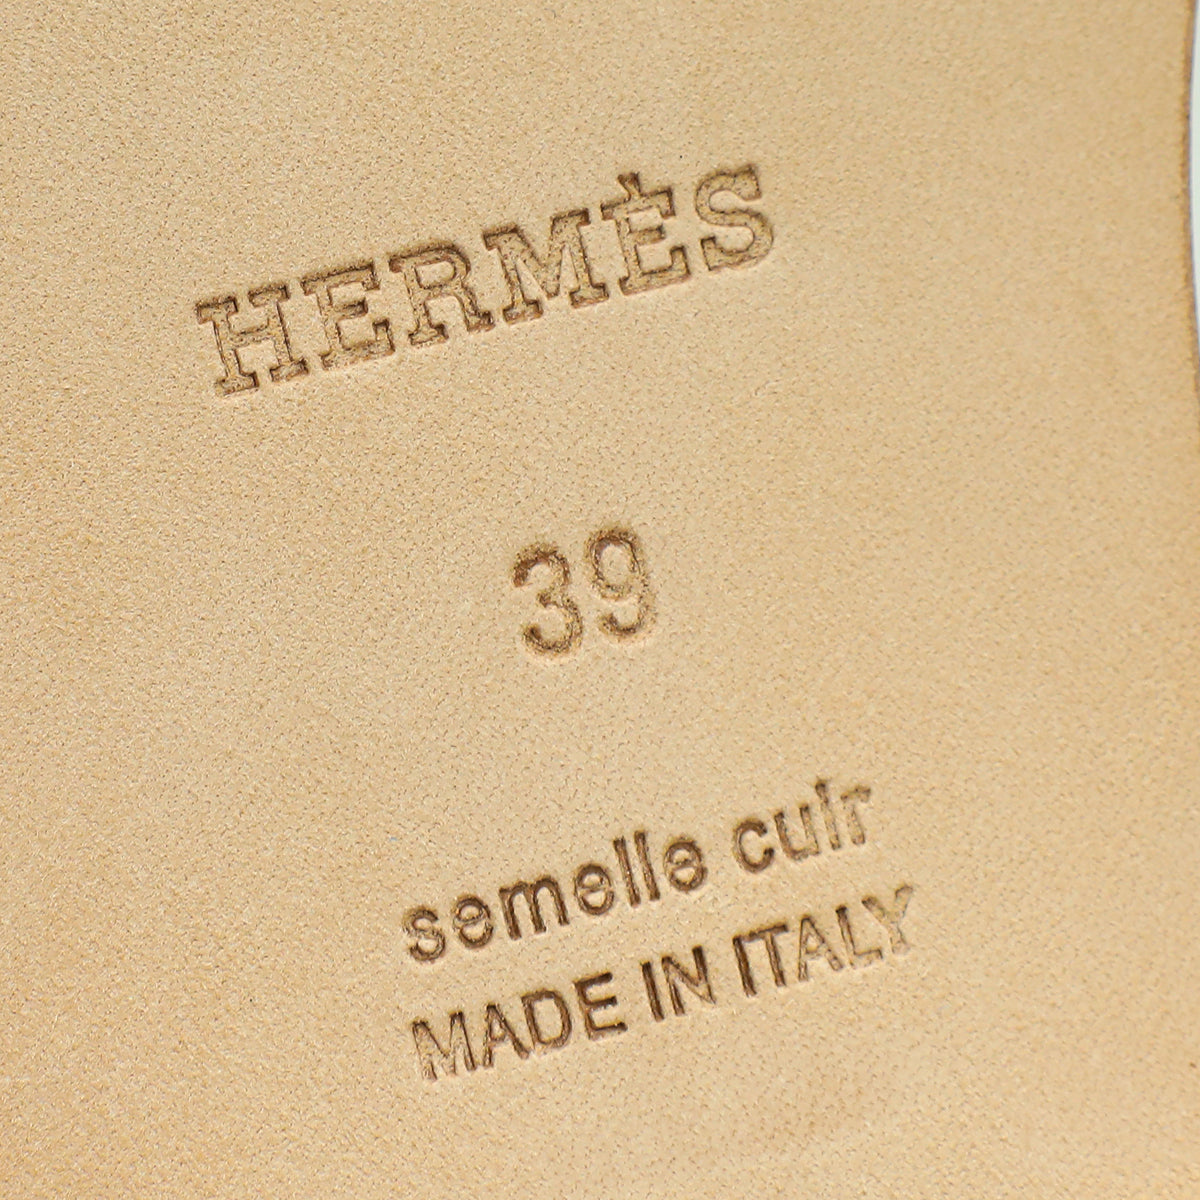 HERMÈS
39
semelle cuir
MADE IN ITALY